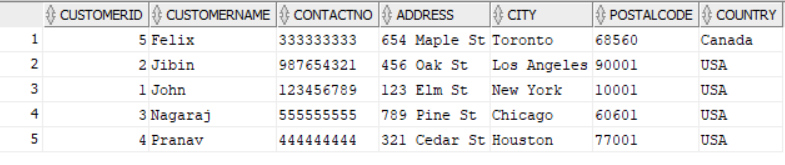 CUSTOMERID CUSTOMERNAME CONTACTNO ADDRESS CITY POSTALCODE COUNTRY
1 5 Felix 333333333 654 Maple St Toronto 68560 Canada
2 2 Jibin 987654321 456 Oak St Los Angeles 90001 USA
3 1 John 123456789 123 Elm St New York 10001 USA
4 3 Nagaraj 555555555 789 Pine St Chicago 60601 USA
5 4 Pranav 444444444 321 Cedar St Houston 77001 USA